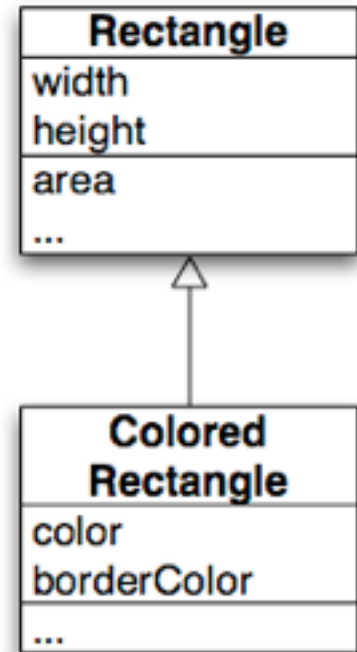 Rectangle
width
height
area
...
Colored
Rectangle
color
borderColor
...